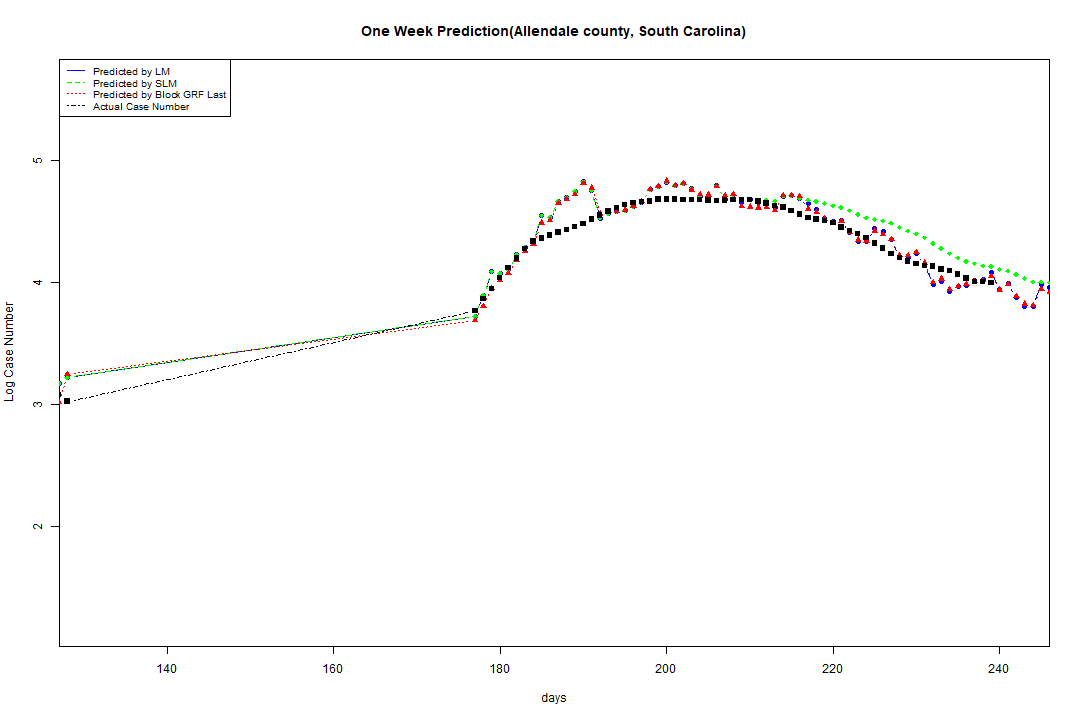 One Week Prediction(Allendale county, South Carolina)
Predicted by LM
Predicted by SLM
Predicted by Block GRF Last
Actual Case Number
5
4
3
2
Log Case Number
140 160 180 200 220 240
days